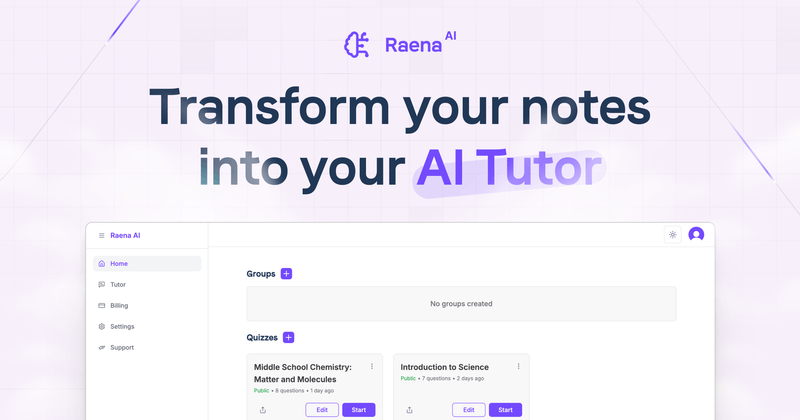 Raena AI
Transform your notes
into your AI Tutor
Raena AI
Home
Tutor
Billing
Settings
Support
Groups
No groups created
Quizzes
Middle School Chemistry:
Matter and Molecules
Public • 8 questions • 1 day ago
Edit
Start
Introduction to Science
Public • 7 questions • 2 days ago
Edit
Start